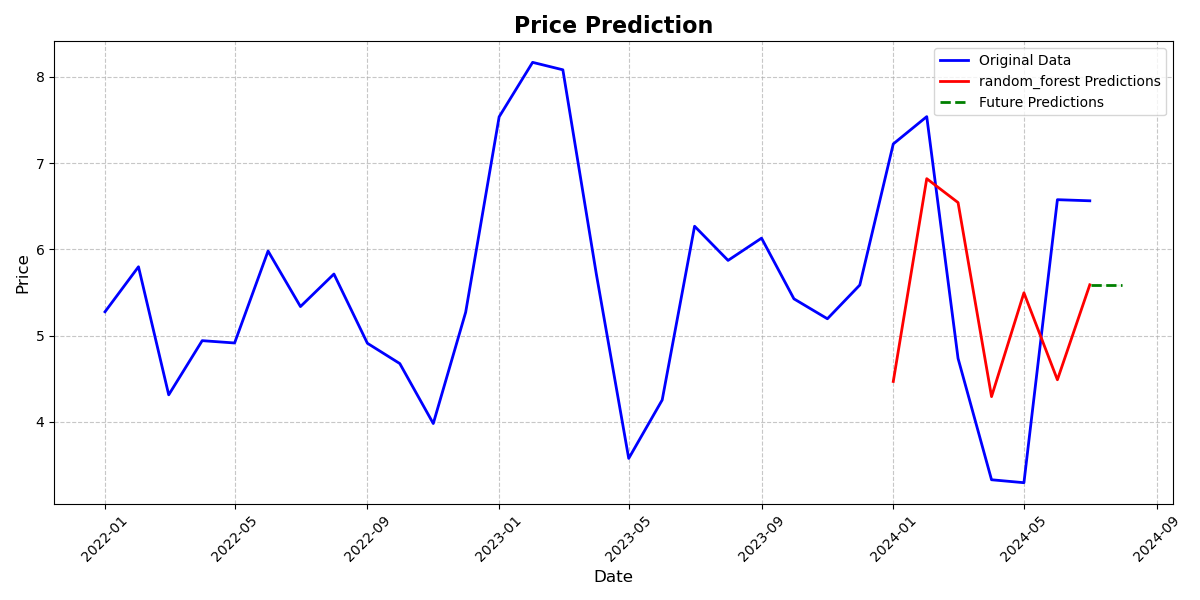 Price Prediction
Original Data
random_forest Predictions
Future Predictions
Price
8
7
6
5
4
2022-01
2022-05
2022-09
2023-01
2023-05
2023-09
2024-01
2024-05
2024-09
Date